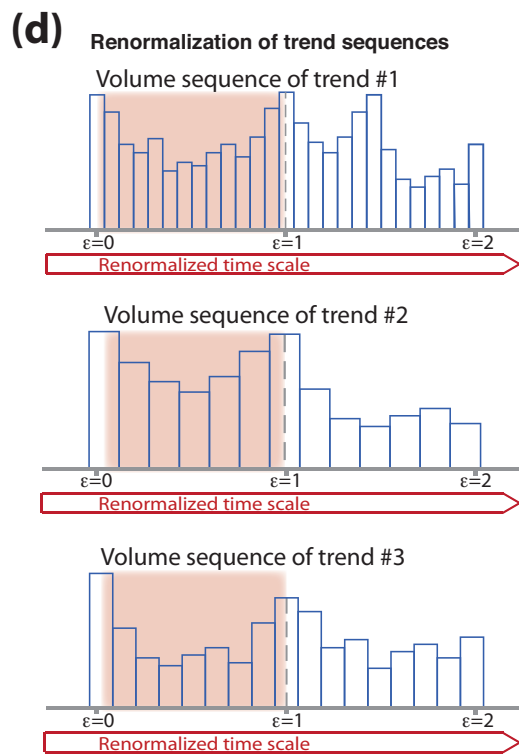 (d) Renormalization of trend sequences
Volume sequence of trend #1
ε=0 ε=1 ε=2
Renormalized time scale
Volume sequence of trend #2
ε=0 ε=1 ε=2
Renormalized time scale
Volume sequence of trend #3
ε=0 ε=1 ε=2
Renormalized time scale